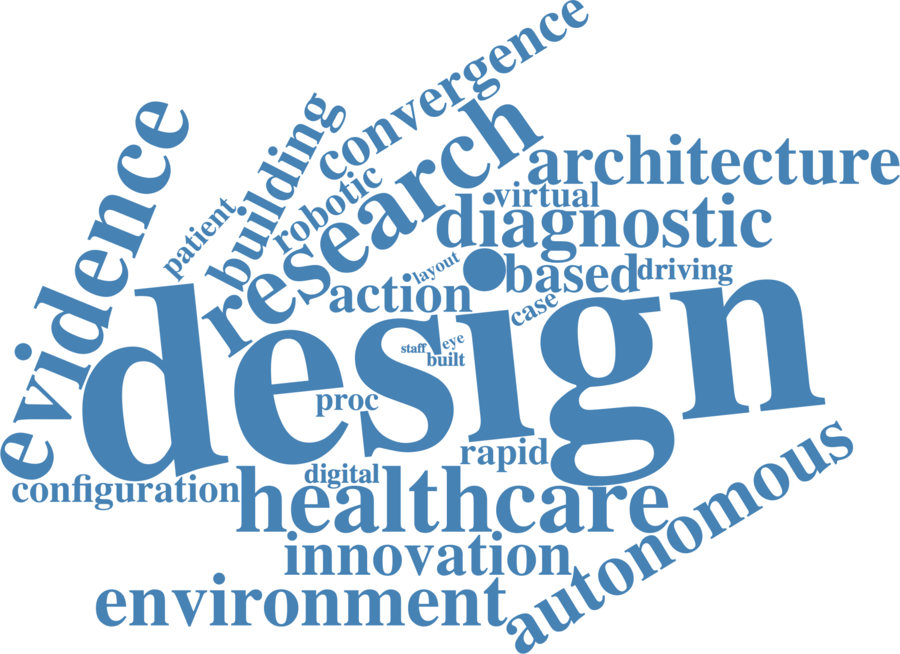 convergence
evidence
building
research
architecture
patient
robotic
virtual
diagnostic
layout
based
driving
action
case
design
staff
eye
built
proc
rapid
autonomous
configuration
digital
healthcare
innovation
environment